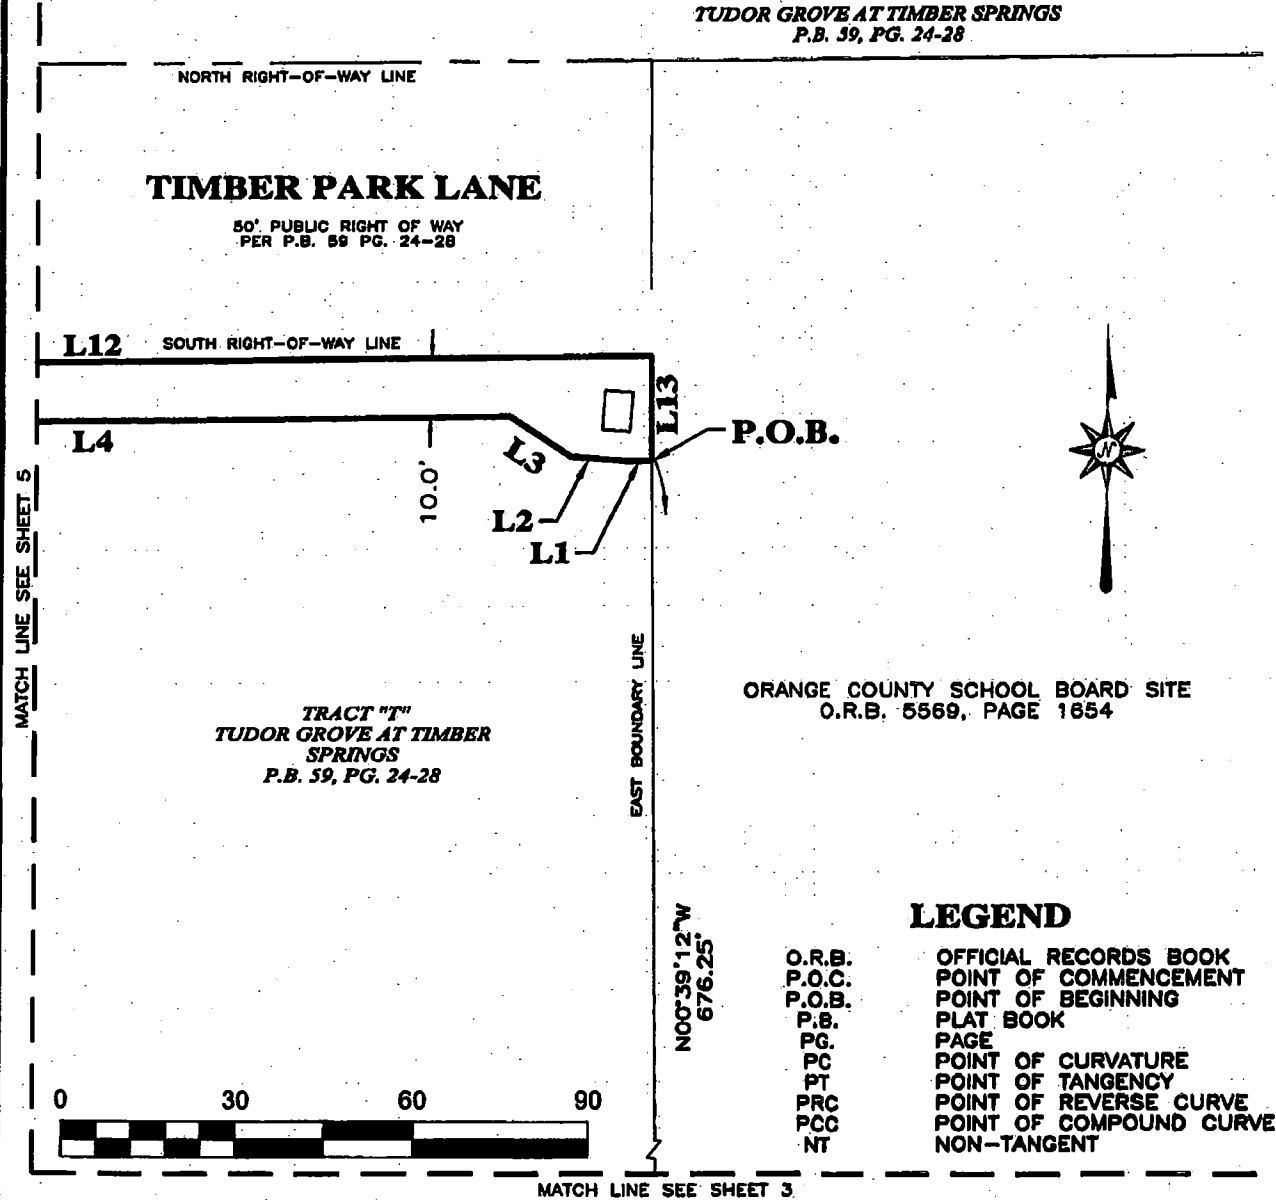 TUDOR GROVE AT TIMBER SPRINGS
P.B. 59, PG. 24-28
NORTH RIGHT-OF-WAY LINE
TIMBER PARK LANE
50' PUBLIC RIGHT OF WAY
PER P.B. 59 PG. 24-28
L12
SOUTH RIGHT-OF-WAY LINE
L13
L4
L3
P.O.B.
10.0'
L2
L1
N
MATCH LINE SEE SHEET 5
EAST BOUNDARY LINE
ORANGE COUNTY SCHOOL BOARD SITE
O.R.B. 5569, PAGE 1654
TRACT "T"
TUDOR GROVE AT TIMBER
SPRINGS
P.B. 59, PG. 24-28
N00°39'12"W
676.25'
LEGEND
O.R.B. OFFICIAL RECORDS BOOK
P.O.C. POINT OF COMMENCEMENT
P.O.B. POINT OF BEGINNING
P.B. PLAT BOOK
PG. PAGE
PC POINT OF CURVATURE
PT POINT OF TANGENCY
PRC POINT OF REVERSE CURVE
PCC POINT OF COMPOUND CURVE
NT NON-TANGENT
0 30 60 90
MATCH LINE SEE SHEET 3